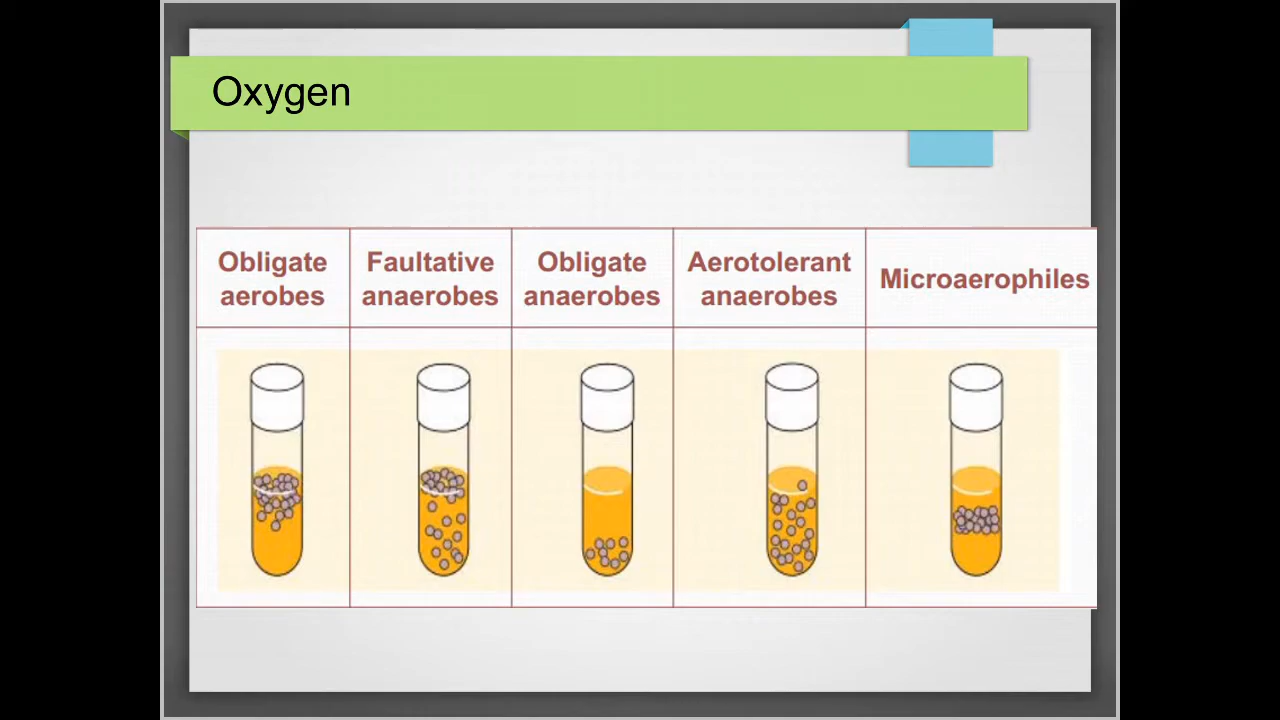 Oxygen
Obligate
aerobes
Faultative
anaerobes
Obligate
anaerobes
Aerotolerant
anaerobes
Microaerophiles